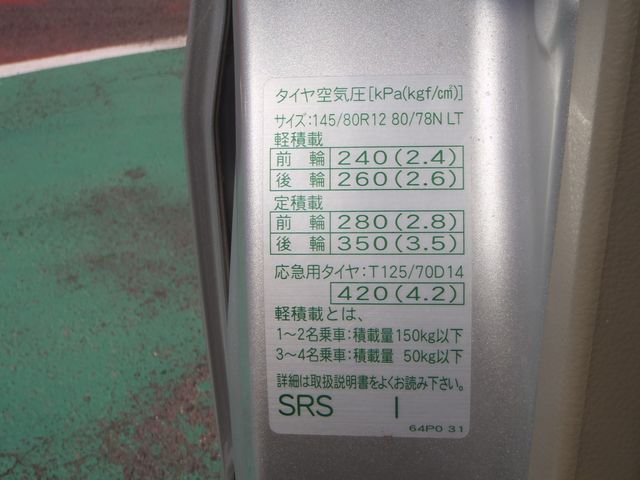 タイヤ空気圧[kPa(kgf/c㎡)]
サイズ:145/80R12 80/78N LT
軽積載
前 輪 240(2.4)
後 輪 260(2.6)
定積載
前 輪 280(2.8)
後 輪 350(3.5)
応急用タイヤ:T125/70D14
420(4.2)
軽積載とは、
1~2名乗車:積載量150kg以下
3~4名乗車:積載量 50kg以下
詳細は取扱説明書をよくお読み下さい。
SRS I
64P0 31